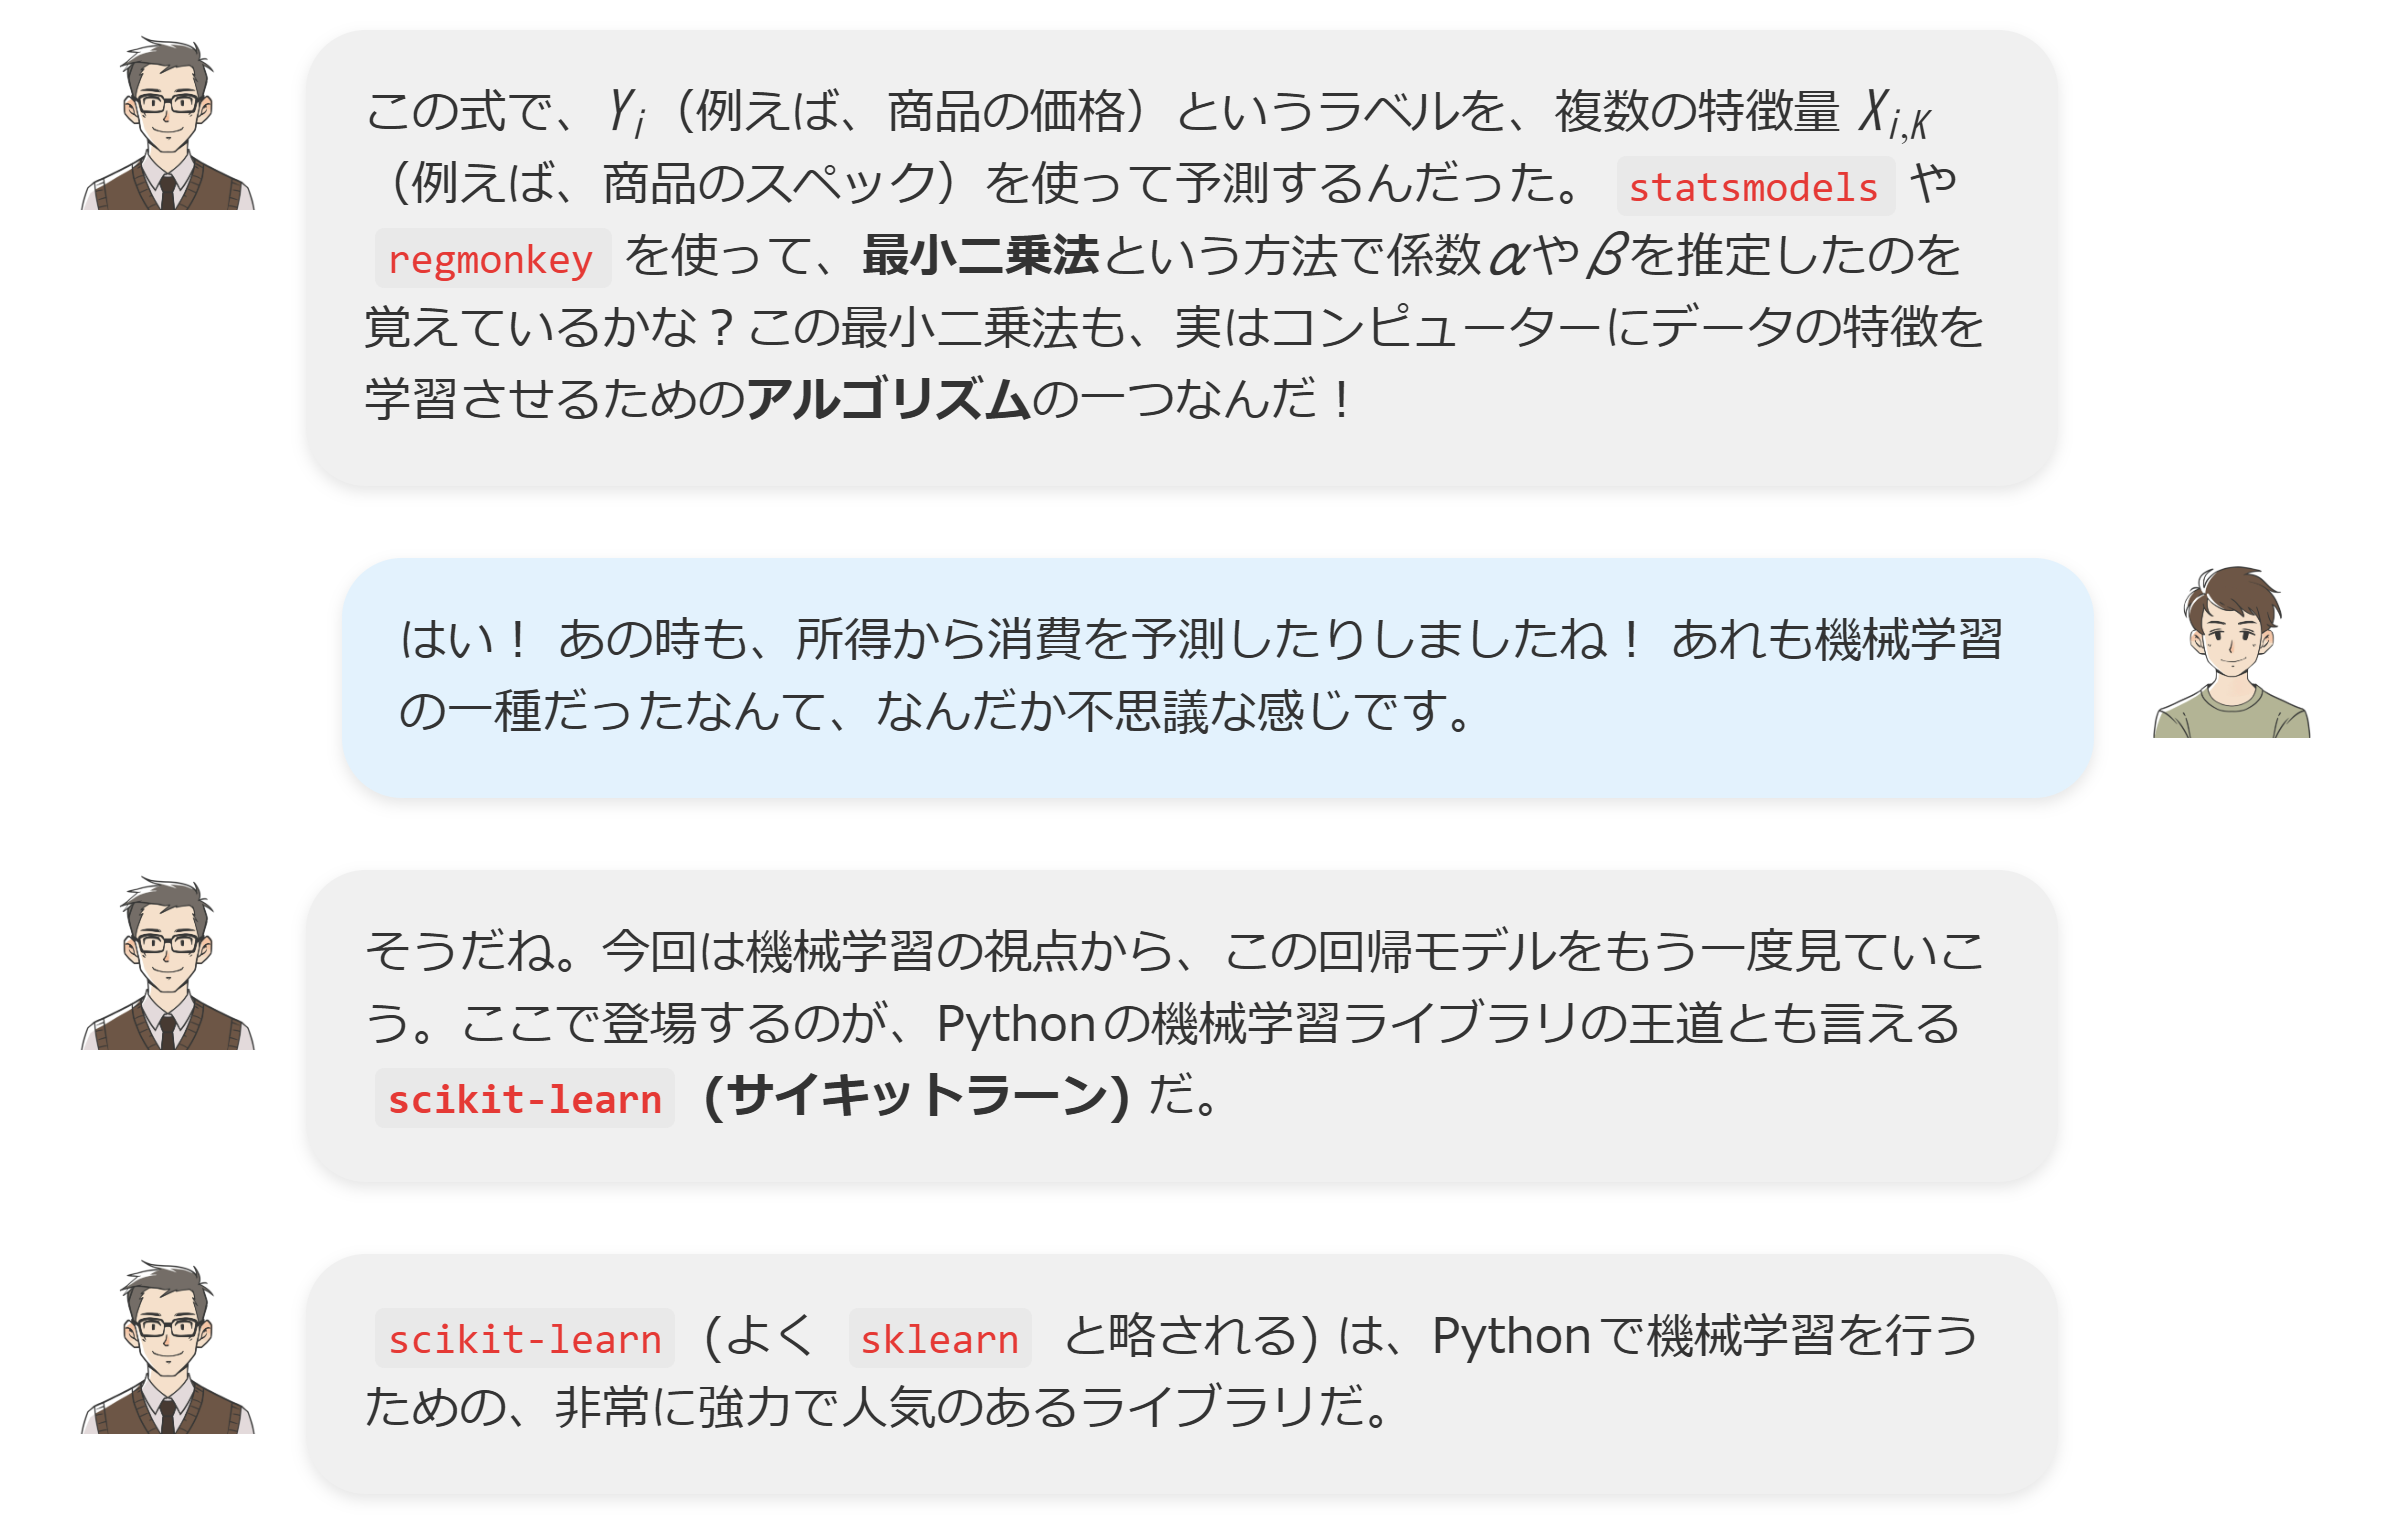 この式で、Yi（例えば、商品の価格）というラベルを、複数の特徴量 Xi,K
（例えば、商品のスペック）を使って予測するんだった。 statsmodels や
regmonkey を使って、最小二乗法という方法で係数αやβを推定したのを
覚えているかな？この最小二乗法も、実はコンピューターにデータの特徴を
学習させるためのアルゴリズムの一つなんだ！
はい！ あの時も、所得から消費を予測したりしましたね！ あれも機械学習
の一種だったなんて、なんだか不思議な感じです。
そうだね。今回は機械学習の視点から、この回帰モデルをもう一度見ていこ
う。ここで登場するのが、Pythonの機械学習ライブラリの王道とも言える
scikit-learn (サイキットラーン) だ。
scikit-learn (よく sklearn と略される) は、Pythonで機械学習を行う
ための、非常に強力で人気のあるライブラリだ。